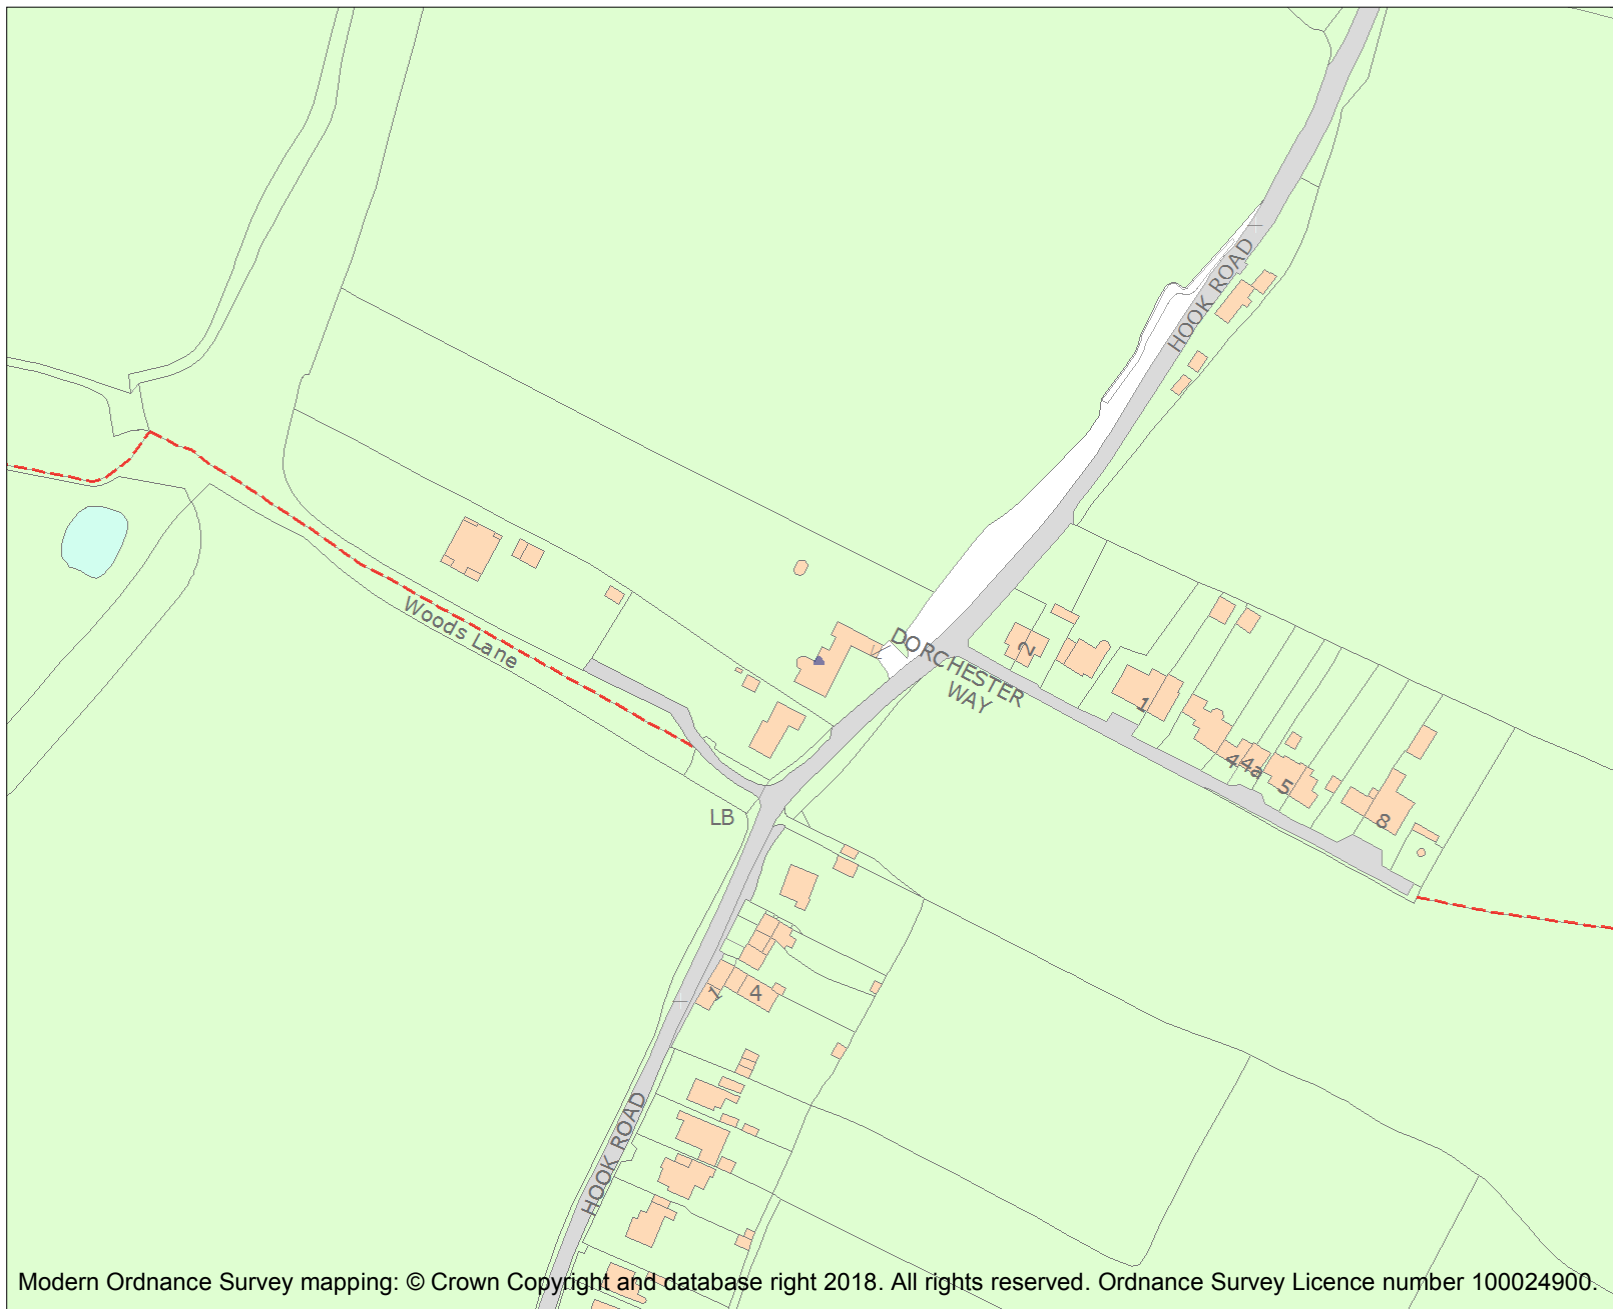 HOOK ROAD
Woods Lane
DORCHESTER
WAY
2
1
4
4a
5
8
LB
1
4
HOOK ROAD
Modern Ordnance Survey mapping: © Crown Copyright and database right 2018. All rights reserved. Ordnance Survey Licence number 100024900.